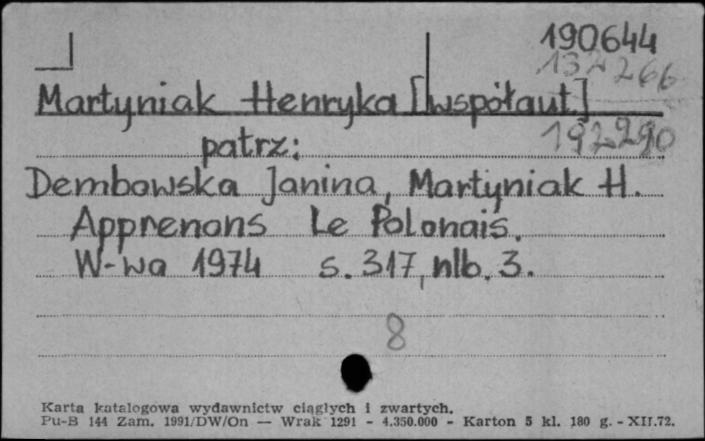 190644
132266
Martyniak Henryka [współaut.]
192290
patrz:
Dembowska Janina, Martyniak H.
Apprenons Le Polonais.
W-wa 1974 s. 317, nlb. 3.
8
Karta katalogowa wydawnictw ciągłych i zwartych.
Pu-B 144 Zam. 1991/DW/On — Wrak 1291 - 4.350.000 - Karton 5 kl. 180 g. - XII.72.